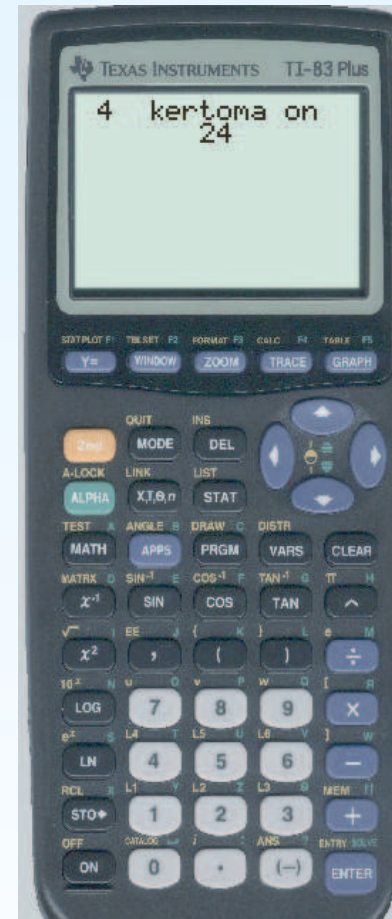 TEXAS INSTRUMENTS TI-83 Plus
4 kertoma on
24
STAT PLOT F1 TBLSET F2 FORMAT F3 CALC F4 TABLE F5
Y= WINDOW ZOOM TRACE GRAPH
QUIT INS
2nd MODE DEL
A-LOCK LINK LIST
ALPHA X,T,Θ,n STAT
TEST A ANGLE B DRAW C DISTR
MATH APPS PRGM VARS CLEAR
MATRX D SIN-1 E COS-1 F TAN-1 G π H
x-1 SIN COS TAN ^
√ EE J { K } L e M
x² , ( ) ÷
10x N u O v P w Q [ R
LOG 7 8 9 ×
ex S L4 T L5 U L6 V ] W
LN 4 5 6 −
RCL X L1 Y L2 Z L3 θ MEM "
STO➔ 1 2 3 +
OFF CATALOG i : ANS ? ENTRY SOLVE
ON 0 . (−) ENTER